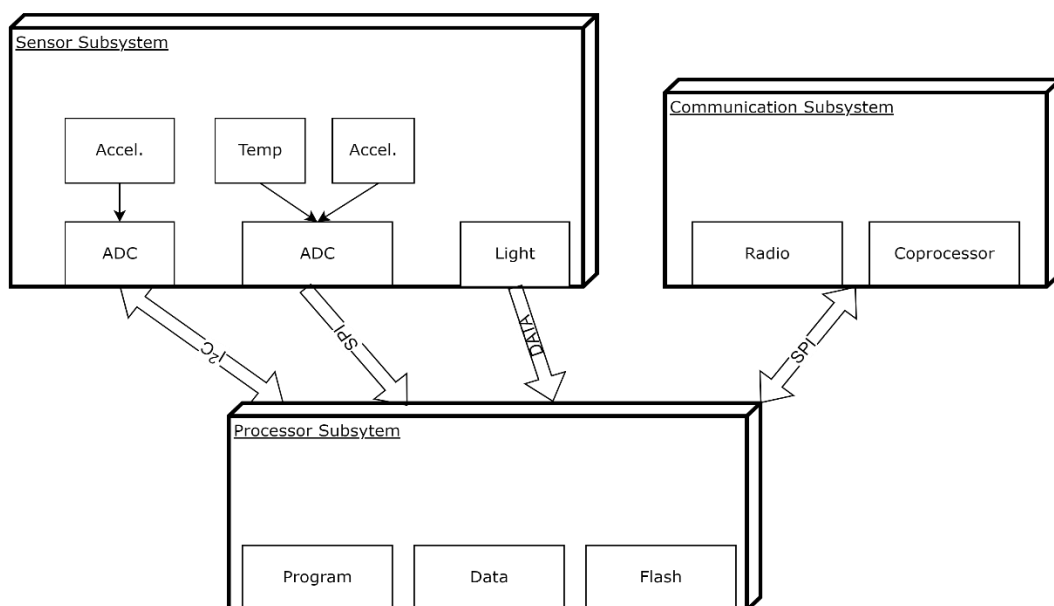 Sensor Subsystem
Accel.
Temp
Accel.
ADC
ADC
Light
Communication Subsystem
Radio
Coprocessor
I²C
SPI
DATA
SPI
Processor Subsytem
Program
Data
Flash